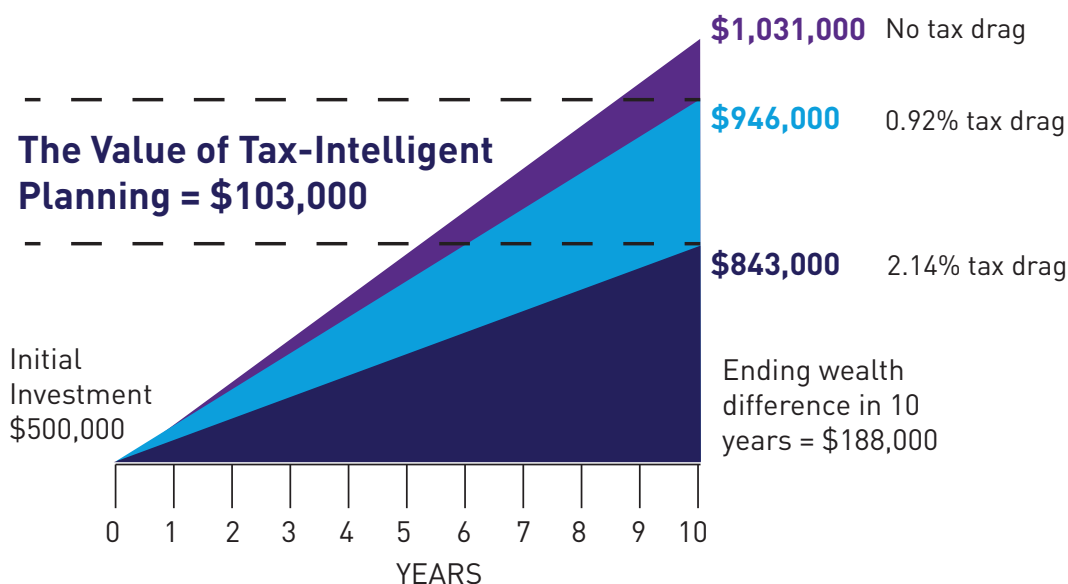 $1,031,000 No tax drag
$946,000 0.92% tax drag
The Value of Tax-Intelligent
Planning = $103,000
$843,000 2.14% tax drag
Initial
Investment
$500,000
Ending wealth
difference in 10
years = $188,000
0 1 2 3 4 5 6 7 8 9 10
YEARS